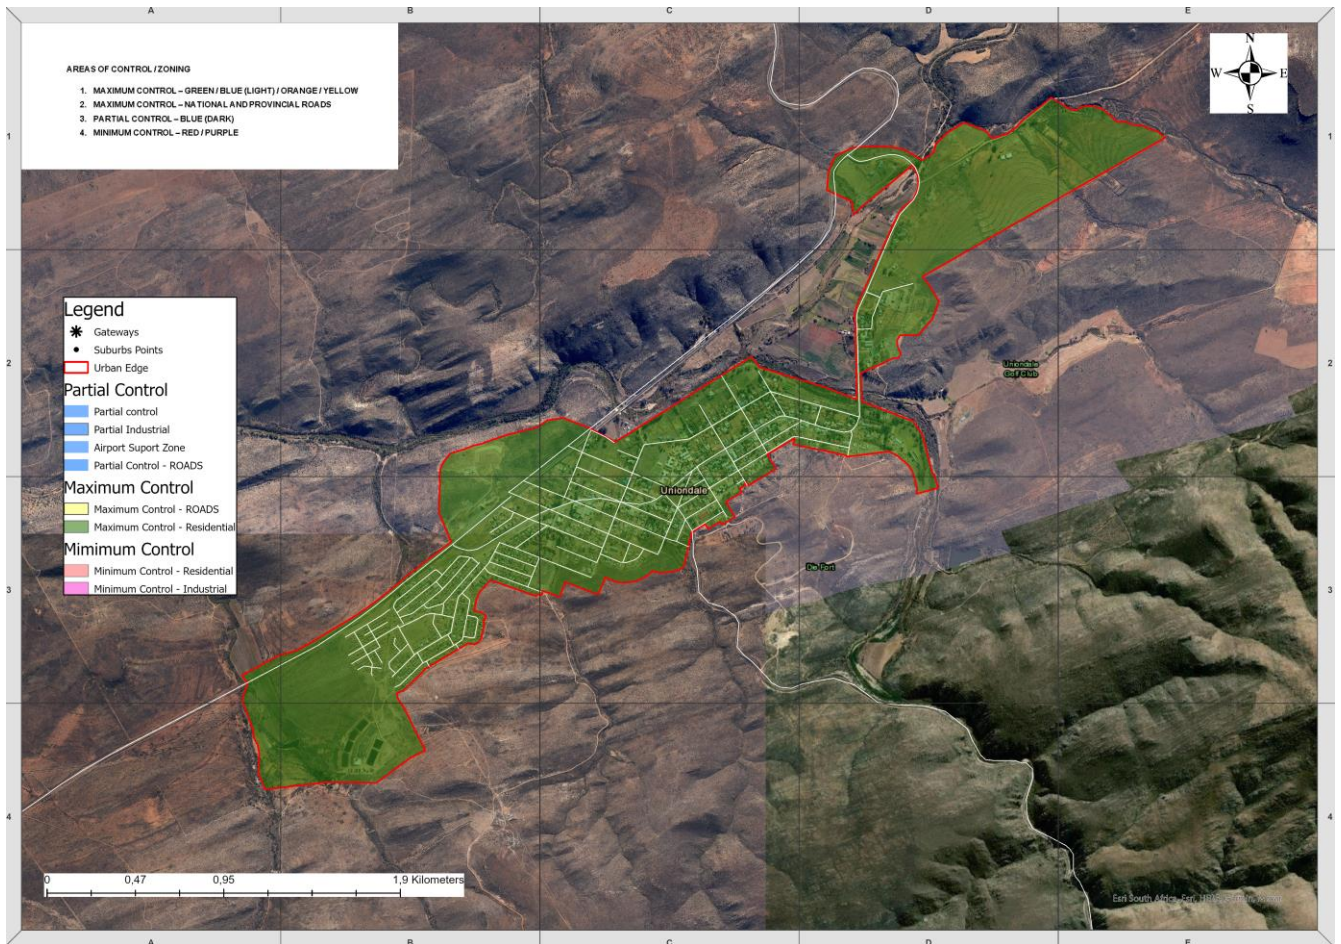 A B C D E
N
W E
S
AREAS OF CONTROL / ZONING
1. MAXIMUM CONTROL – GREEN / BLUE (LIGHT) / ORANGE / YELLOW
2. MAXIMUM CONTROL – NATIONAL AND PROVINCIAL ROADS
3. PARTIAL CONTROL – BLUE (DARK)
4. MINIMUM CONTROL – RED / PURPLE
1 1
Legend
Gateways
Suburbs Points
Urban Edge
Partial Control
Partial control
Partial Industrial
Airport Suport Zone
Partial Control - ROADS
Maximum Control
Maximum Control - ROADS
Maximum Control - Residential
Mimimum Control
Minimum Control - Residential
Minimum Control - Industrial
2 2
Uniondale
Golf Club
Uniondale
Die Fort
3 3
4 4
0 0,47 0,95 1,9 Kilometers
Esri South Africa, Esri,
A B C D E